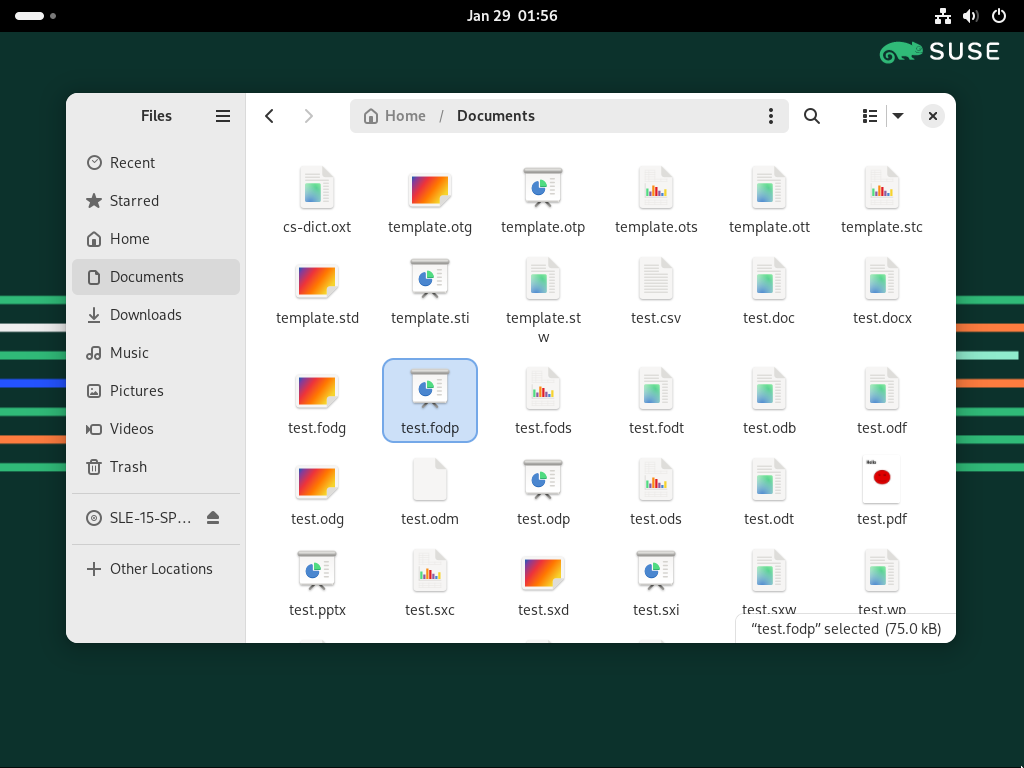 Jan 29 01:56
SUSE
Files
Home / Documents
Recent
Starred
Home
Documents
Downloads
Music
Pictures
Videos
Trash
SLE-15-SP…
Other Locations
cs-dict.oxt
template.otg
template.otp
template.ots
template.ott
template.stc
template.std
template.sti
template.st
w
test.csv
test.doc
test.docx
test.fodg
test.fodp
test.fods
test.fodt
test.odb
test.odf
test.odg
test.odm
test.odp
test.ods
test.odt
Hello
test.pdf
test.pptx
test.sxc
test.sxd
test.sxi
test.sxw
test.wp
“test.fodp” selected (75.0 kB)